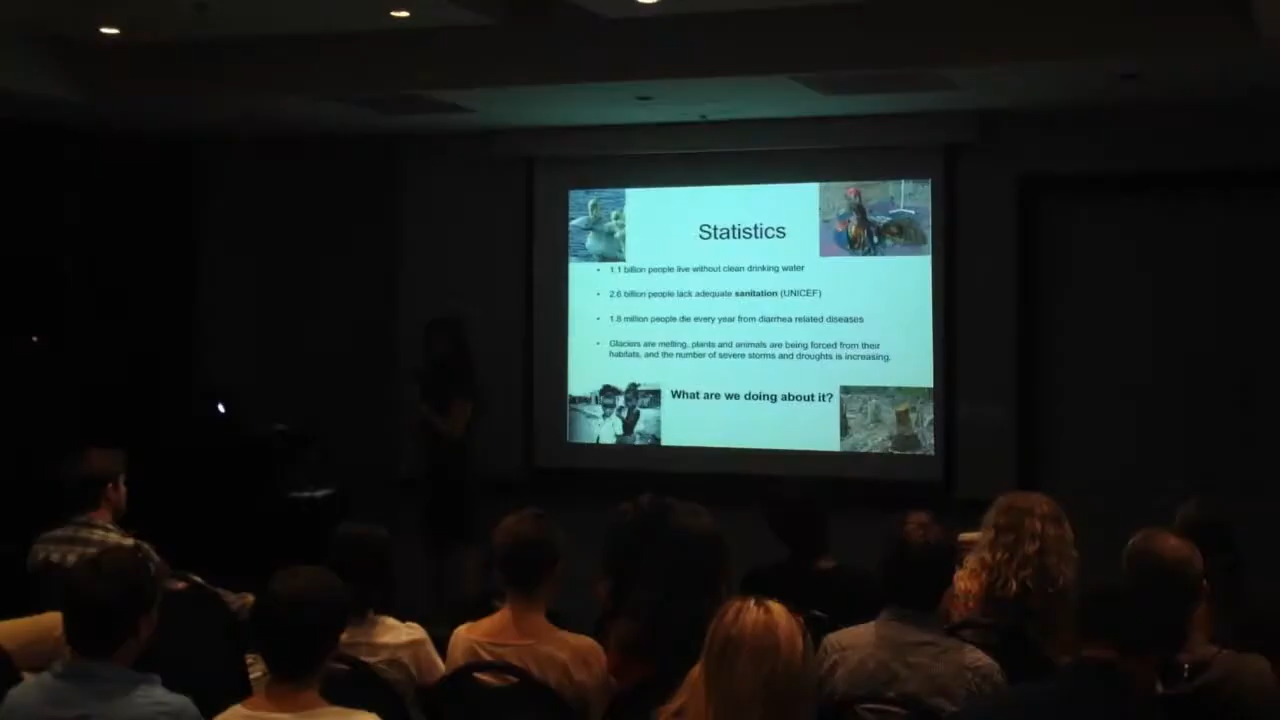 Statistics
• 1.1 billion people live without clean drinking water
• 2.6 billion people lack adequate sanitation (UNICEF)
• 1.8 million people die every year from diarrhea related diseases
• Glaciers are melting, plants and animals are being forced from their
habitats, and the number of severe storms and droughts is increasing.
What are we doing about it?